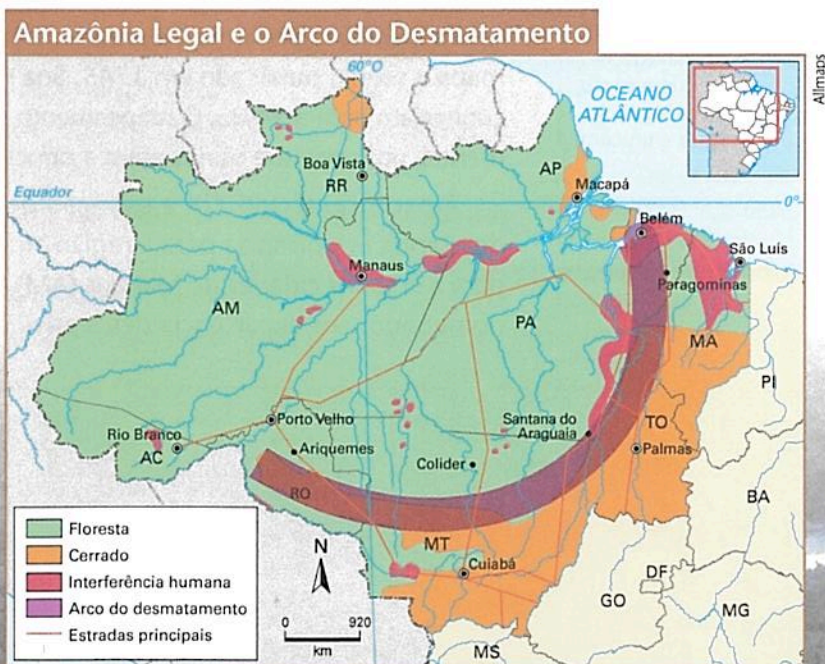 Amazônia Legal e o Arco do Desmatamento
Allmaps
60°O
OCEANO
ATLÂNTICO
Boa Vista
RR
AP
Macapá
Equador
0°
Belém
São Luís
Manaus
Paragominas
AM
PA
MA
PI
Porto Velho
Santana do
Araguaia
TO
Rio Branco
Ariquemes
Palmas
AC
Colider
RO
BA
Floresta
Cerrado
Interferência humana
Arco do desmatamento
Estradas principais
N
0 920
km
MT
Cuiabá
DF
GO
MG
MS